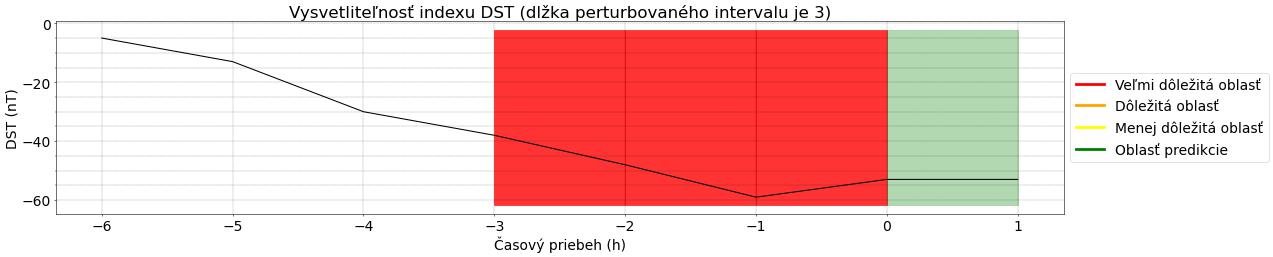 Vysvetliteľnosť indexu DST (dĺžka perturbovaného intervalu je 3)
DST (nT)
0
−20
−40
−60
−6
−5
−4
−3
−2
−1
0
1
Časový priebeh (h)
Veľmi dôležitá oblasť
Dôležitá oblasť
Menej dôležitá oblasť
Oblasť predikcie